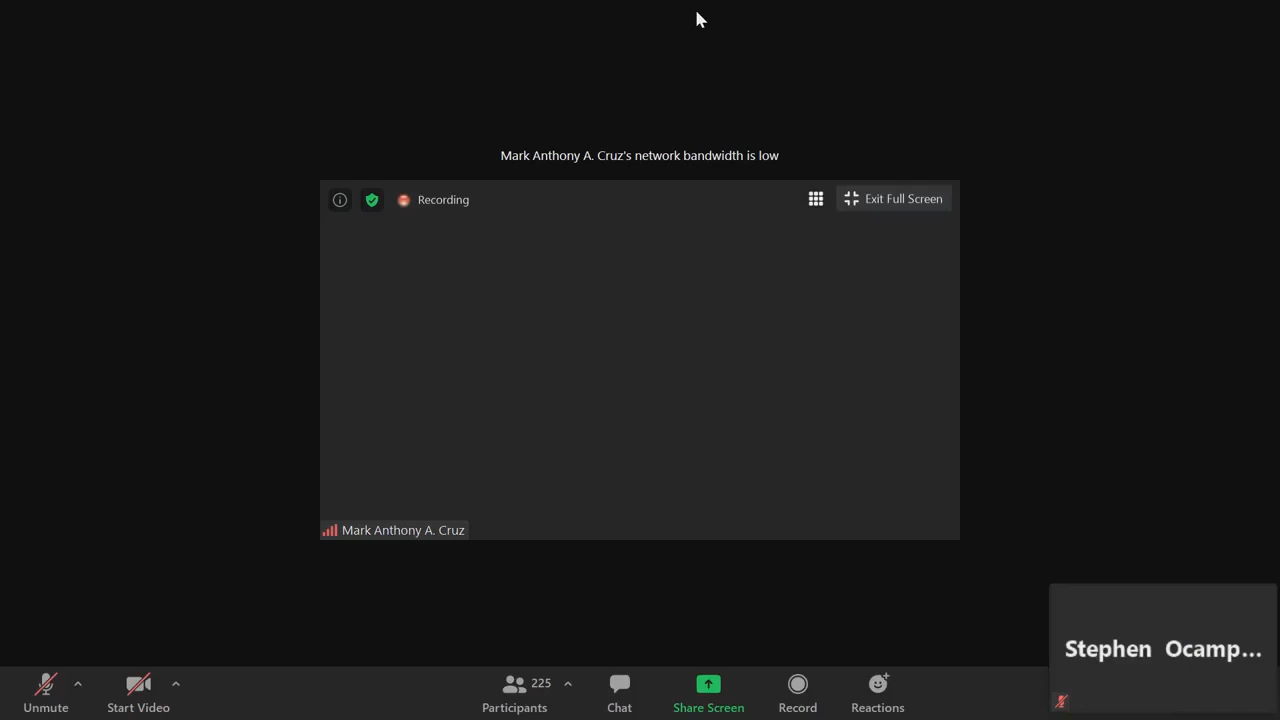 Mark Anthony A. Cruz's network bandwidth is low
Recording
Exit Full Screen
Mark Anthony A. Cruz
Stephen Ocamp...
Unmute
Start Video
225
Participants
Chat
Share Screen
Record
Reactions